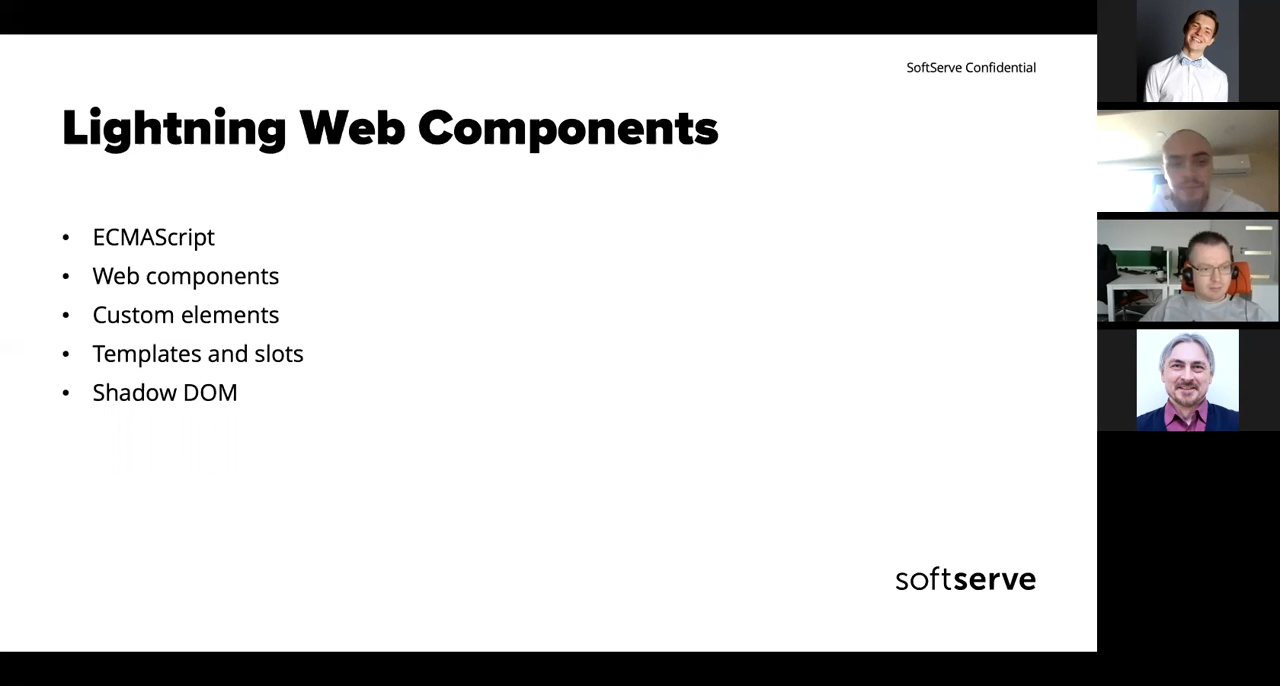 SoftServe Confidential
Lightning Web Components
• ECMAScript
• Web components
• Custom elements
• Templates and slots
• Shadow DOM
softserve